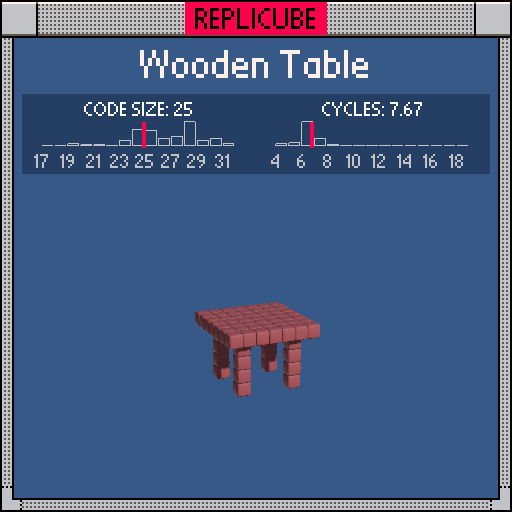 REPLICUBE
Wooden Table
CODE SIZE: 25 CYCLES: 7.67
17 19 21 23 25 27 29 31 4 6 8 10 12 14 16 18